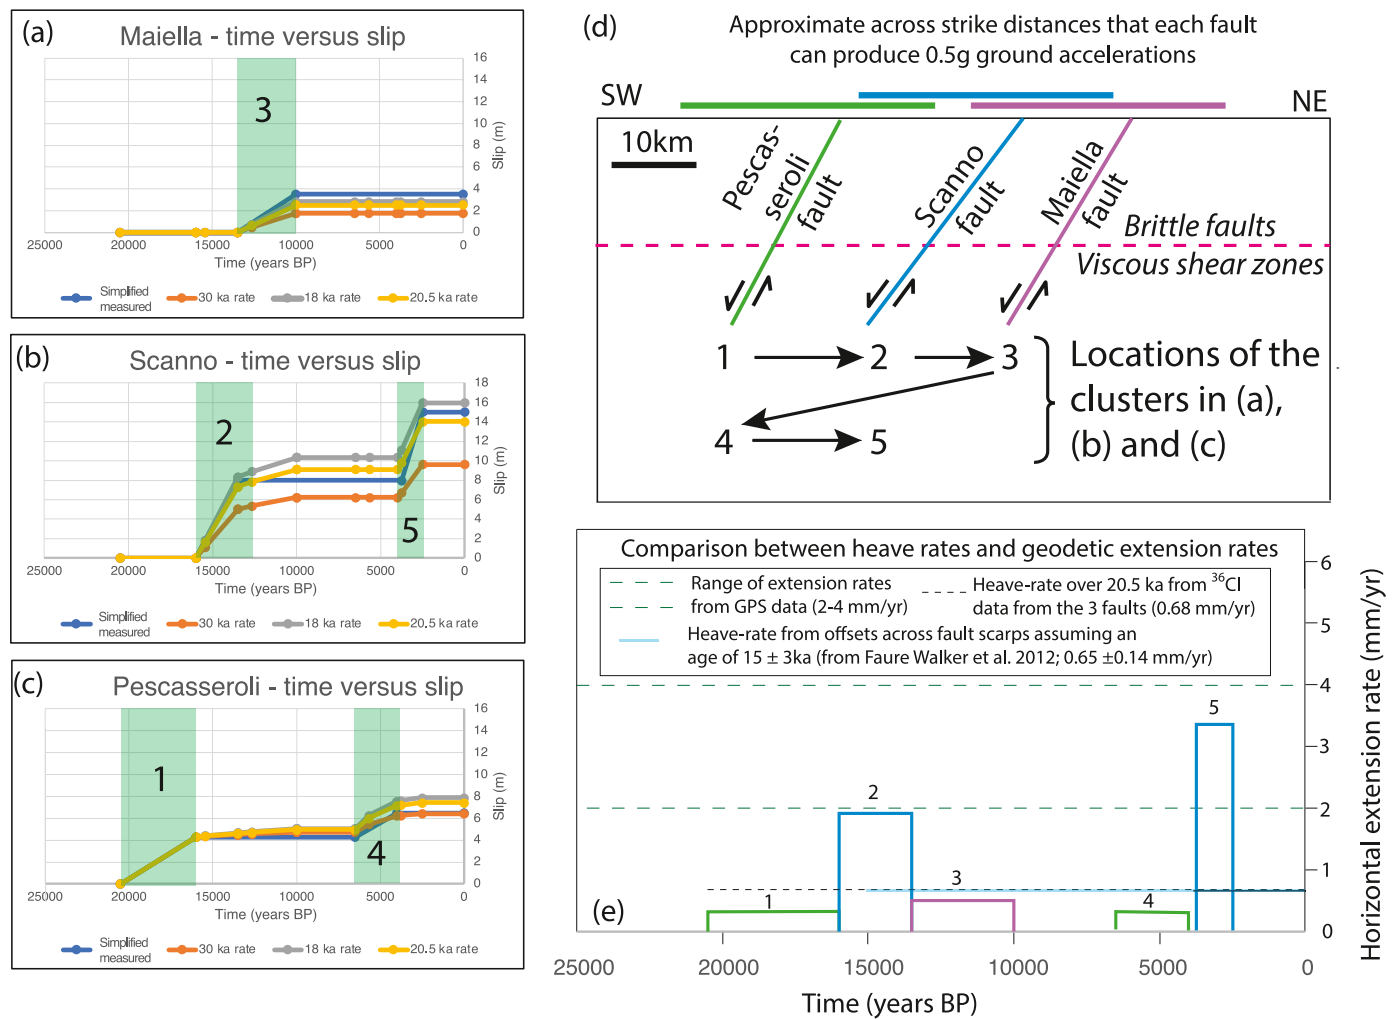 (a)
Maiella - time versus slip
3
16
14
12
10
8
6
4
2
0
Slip (m)
25000 20000 15000 10000 5000 0
Time (years BP)
Simplified measured 30 ka rate 18 ka rate 20.5 ka rate
(b)
Scanno - time versus slip
2
5
18
16
14
12
10
8
6
4
2
0
Slip (m)
25000 20000 15000 10000 5000 0
Time (years BP)
Simplified measured 30 ka rate 18 ka rate 20.5 ka rate
(c)
Pescasseroli - time versus slip
1
4
16
14
12
10
8
6
4
2
0
Slip (m)
25000 20000 15000 10000 5000 0
Time (years BP)
Simplified measured 30 ka rate 18 ka rate 20.5 ka rate
(d)
Approximate across strike distances that each fault
can produce 0.5g ground accelerations
SW
NE
10km
Pescas-
seroli
fault
Scanno
fault
Maiella
fault
Brittle faults
Viscous shear zones
1 2 3
4 5
Locations of the
clusters in (a),
(b) and (c)
Comparison between heave rates and geodetic extension rates
Range of extension rates
from GPS data (2-4 mm/yr)
Heave-rate over 20.5 ka from ³⁶Cl
data from the 3 faults (0.68 mm/yr)
Heave-rate from offsets across fault scarps assuming an
age of 15 ± 3ka (from Faure Walker et al. 2012; 0.65 ±0.14 mm/yr)
1
2
3
4
5
(e)
6
5
4
3
2
1
0
Horizontal extension rate (mm/yr)
25000 20000 15000 10000 5000 0
Time (years BP)